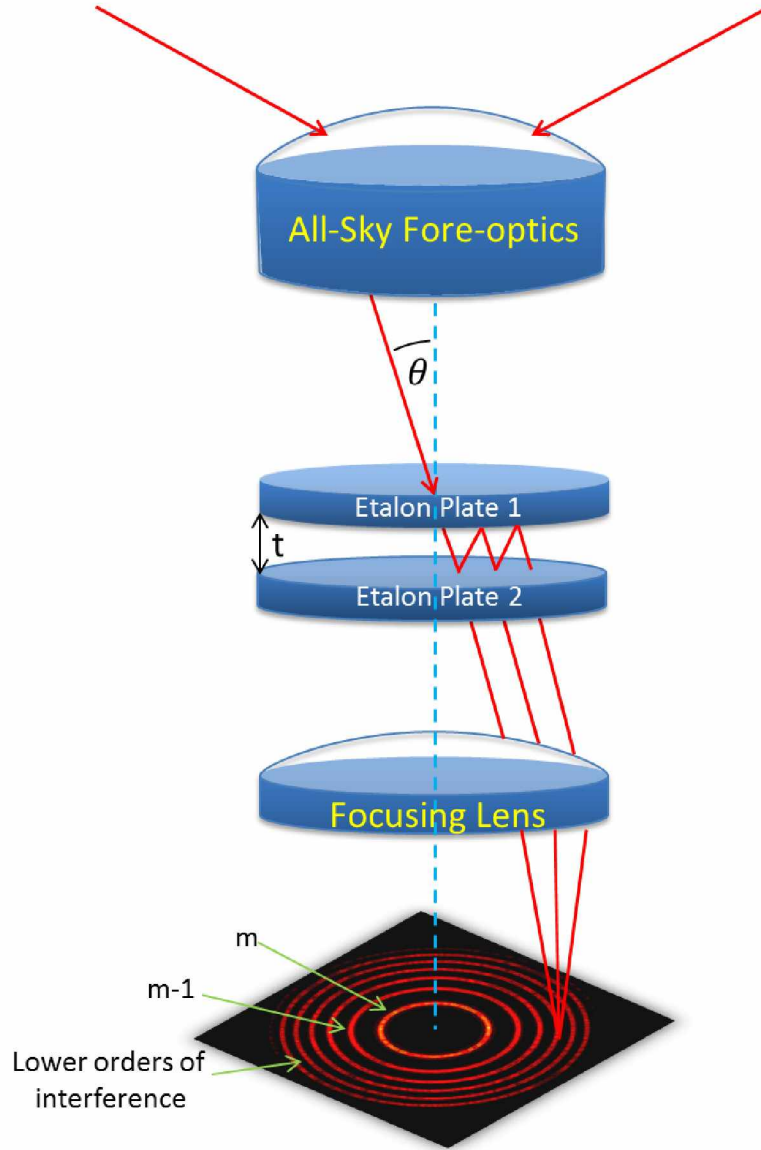 All-Sky Fore-optics
θ
Etalon Plate 1
t
Etalon Plate 2
Focusing Lens
m
m-1
Lower orders of
interference